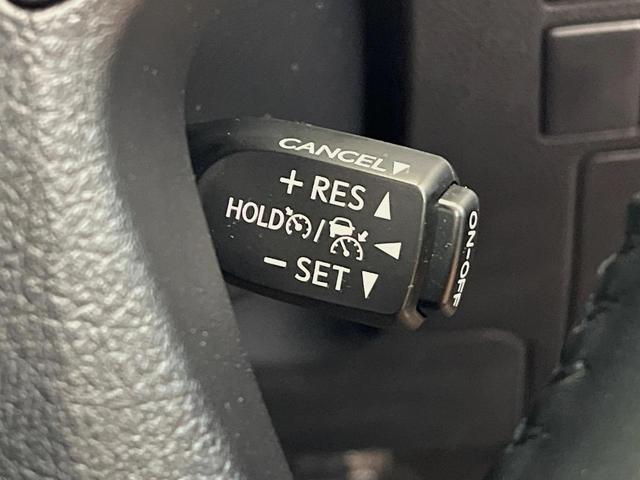 CANCEL▼
+ RES ▲
HOLD / ◀
− SET ▼
ON-OFF